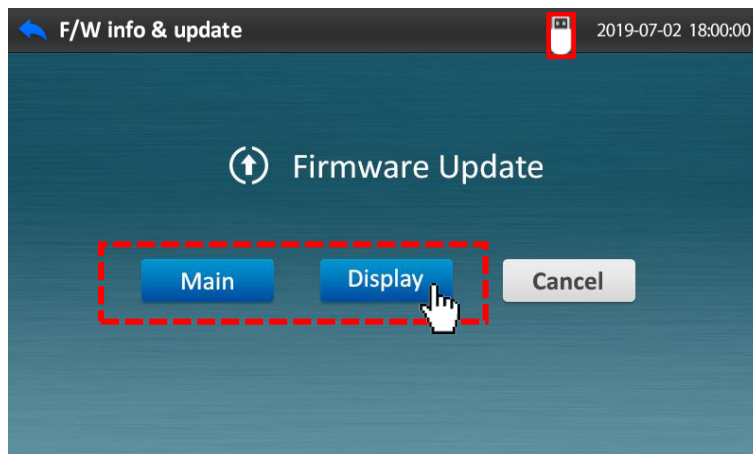 F/W info & update
2019-07-02 18:00:00
Firmware Update
Main
Display
Cancel